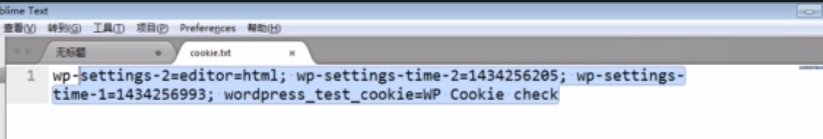 blime Text
查看(V) 转到(G) 工具(T) 项目(P) Preferences 帮助(H)
无标题 cookie.txt ×
1 wp-settings-2=editor=html; wp-settings-time-2=1434256205; wp-settings-
time-1=1434256993; wordpress_test_cookie=WP Cookie check